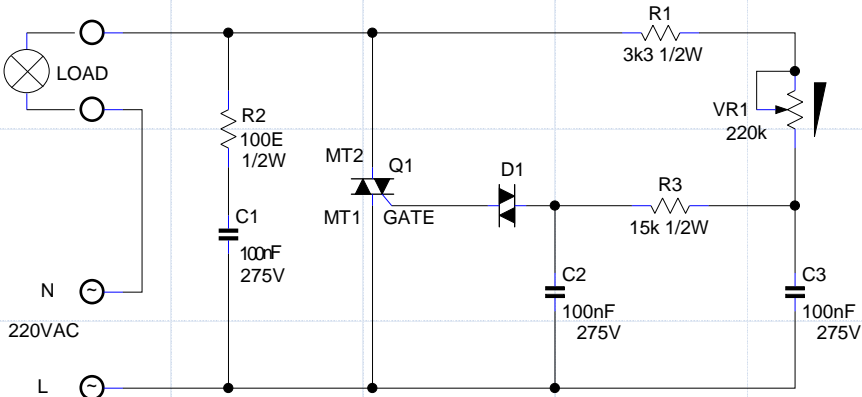 R1
3k3 1/2W
LOAD
VR1
220k
R2
100E
1/2W
MT2
Q1
D1
R3
15k 1/2W
MT1
GATE
C1
100nF
275V
C2
100nF
275V
C3
100nF
275V
N
220VAC
L